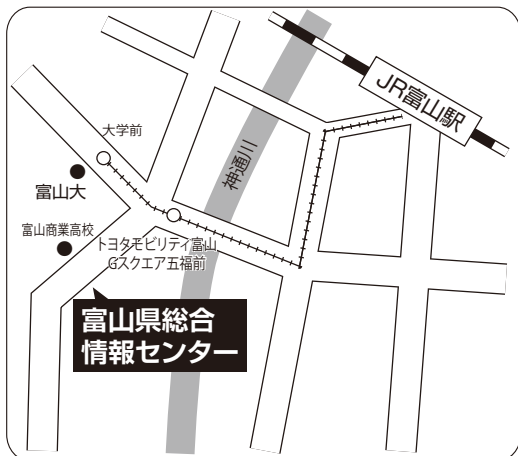 JR富山駅
大学前
神通川
富山大
富山商業高校
トヨタモビリティ富山
Gスクエア五福前
富山県総合
情報センター